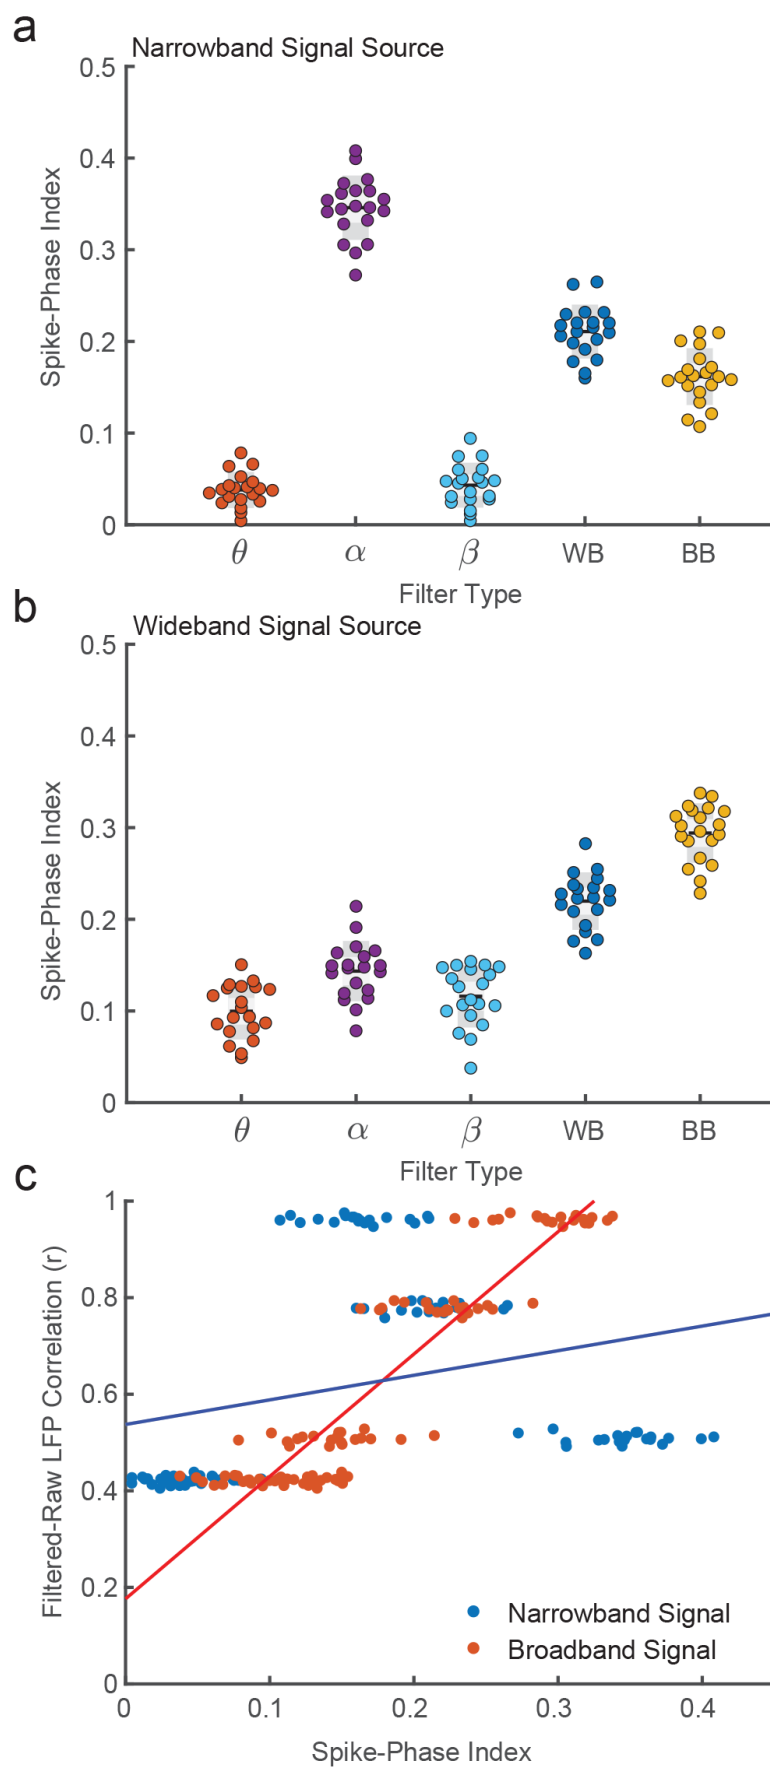 a
Narrowband Signal Source
Spike-Phase Index
0.5
0.4
0.3
0.2
0.1
0
θ α β WB BB
Filter Type
b
Wideband Signal Source
Spike-Phase Index
0.5
0.4
0.3
0.2
0.1
0
θ α β WB BB
Filter Type
c
Filtered-Raw LFP Correlation (r)
1
0.8
0.6
0.4
0.2
0
Narrowband Signal
Broadband Signal
0 0.1 0.2 0.3 0.4
Spike-Phase Index